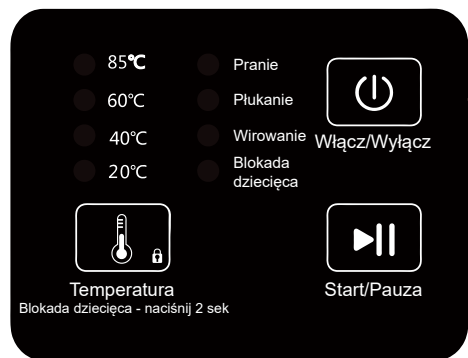 85℃
60℃
40℃
20℃
Pranie
Płukanie
Wirowanie
Blokada
dziecięca
Włącz/Wyłącz
Temperatura
Blokada dziecięca - naciśnij 2 sek
Start/Pauza